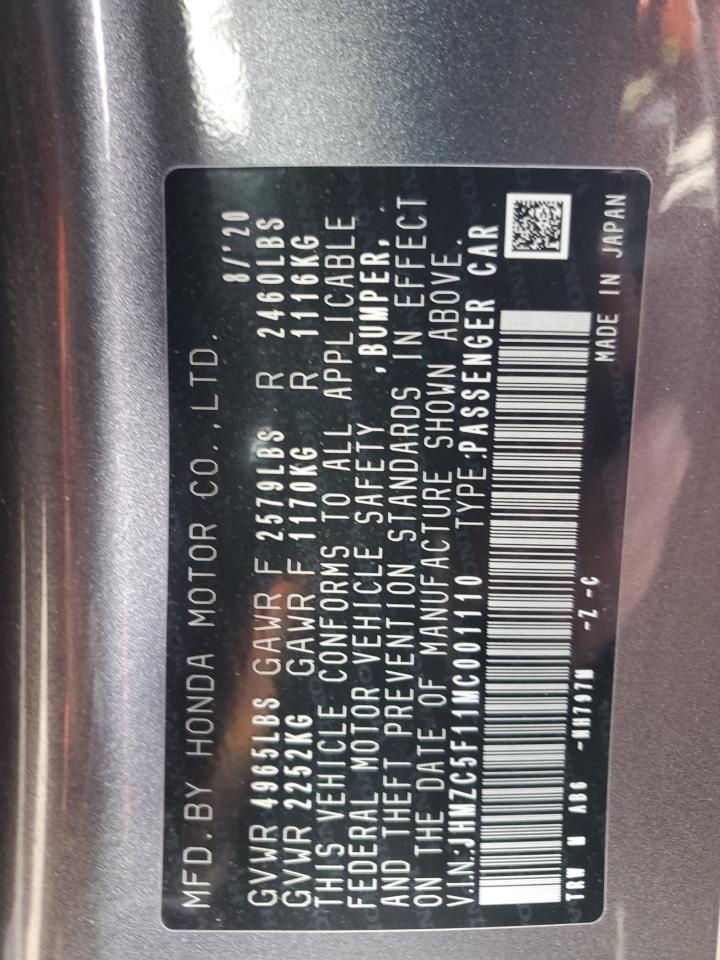 MFD. BY HONDA MOTOR CO., LTD. 8/'20
GVWR 4965LBS GAWR F 2579LBS R 2460LBS
GVWR 2252KG GAWR F 1170KG R 1116KG
THIS VEHICLE CONFORMS TO ALL APPLICABLE
FEDERAL MOTOR VEHICLE SAFETY ,BUMPER,
AND THEFT PREVENTION STANDARDS IN EFFECT
ON THE DATE OF MANUFACTURE SHOWN ABOVE.
V.I.N.:JHMZC5F11MC001110 TYPE:PASSENGER CAR
TRW M A86 -NH797M -Z -C MADE IN JAPAN